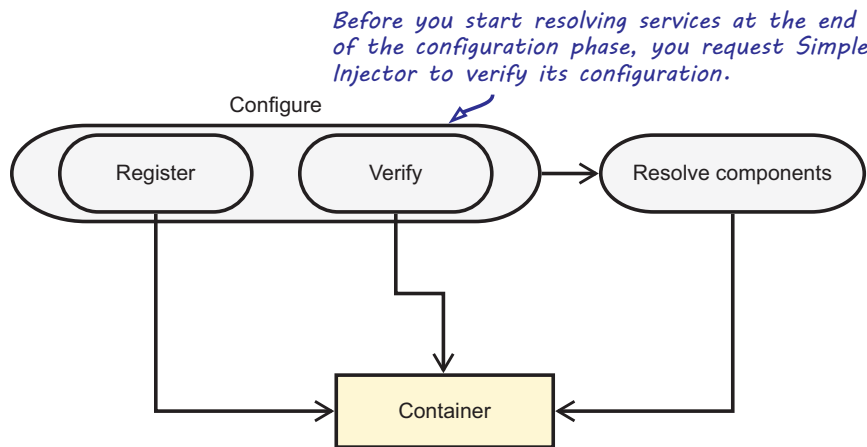 Before you start resolving services at the end
of the configuration phase, you request Simple
Injector to verify its configuration.
Configure
Register
Verify
Resolve components
Container